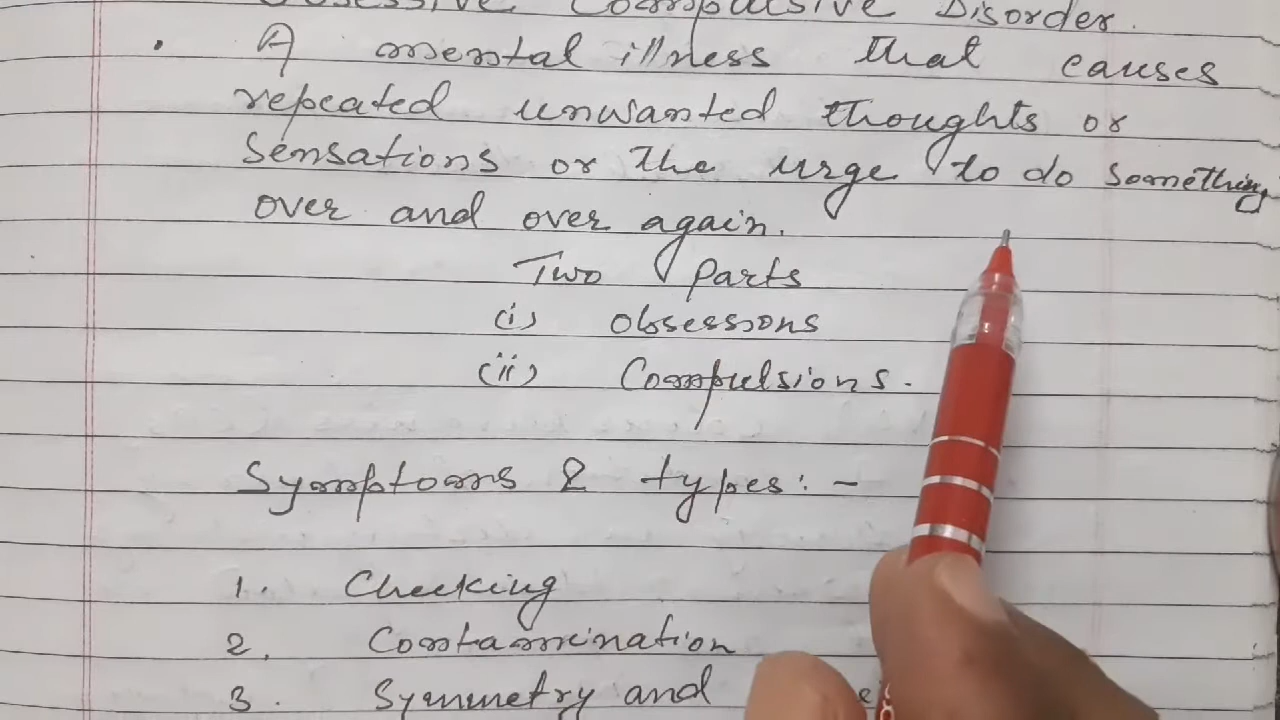 Obsessive Compulsive Disorder.
. A mental illness that causes
repeated unwanted thoughts or
Sensations or the urge to do something
over and over again.
Two Parts
(i) Obsessions
(ii) Compulsions.
Symptoms & types: -
1. Checking
2. Contamination
3. Symmetry and